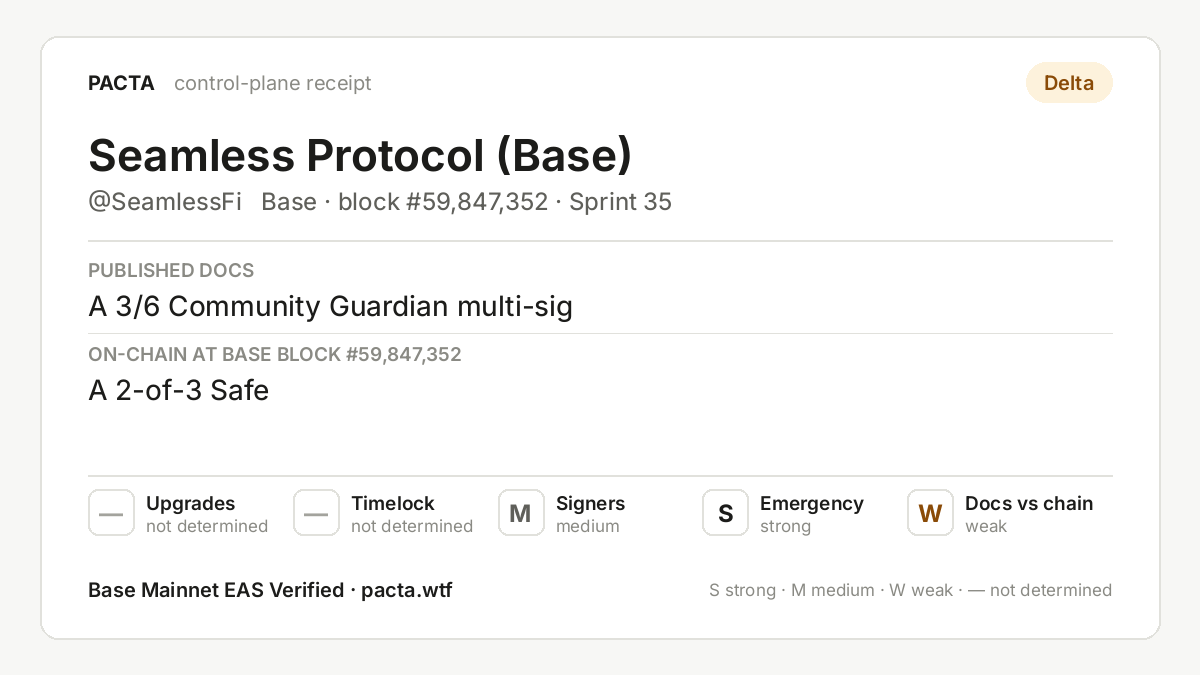 PACTA control-plane receipt Delta
Seamless Protocol (Base)
@SeamlessFi Base · block #59,847,352 · Sprint 35
PUBLISHED DOCS
A 3/6 Community Guardian multi-sig
ON-CHAIN AT BASE BLOCK #59,847,352
A 2-of-3 Safe
— Upgrades — Timelock M Signers S Emergency W Docs vs chain
not determined not determined medium strong weak
Base Mainnet EAS Verified · pacta.wtf S strong · M medium · W weak · — not determined